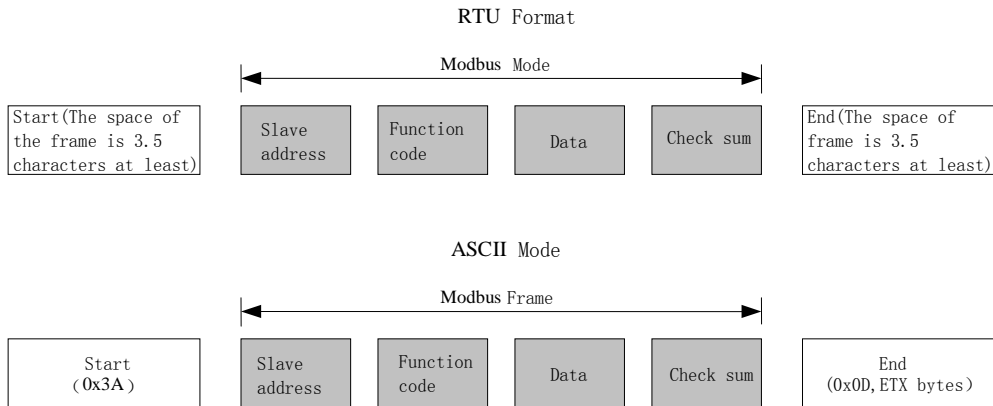 RTU Format
Modbus Mode
Start(The space of
the frame is 3.5
characters at least)
Slave
address
Function
code
Data
Check sum
End(The space of
frame is 3.5
characters at least)
ASCII Mode
Modbus Frame
Start
(0x3A)
Slave
address
Function
code
Data
Check sum
End
(0x0D,ETX bytes)